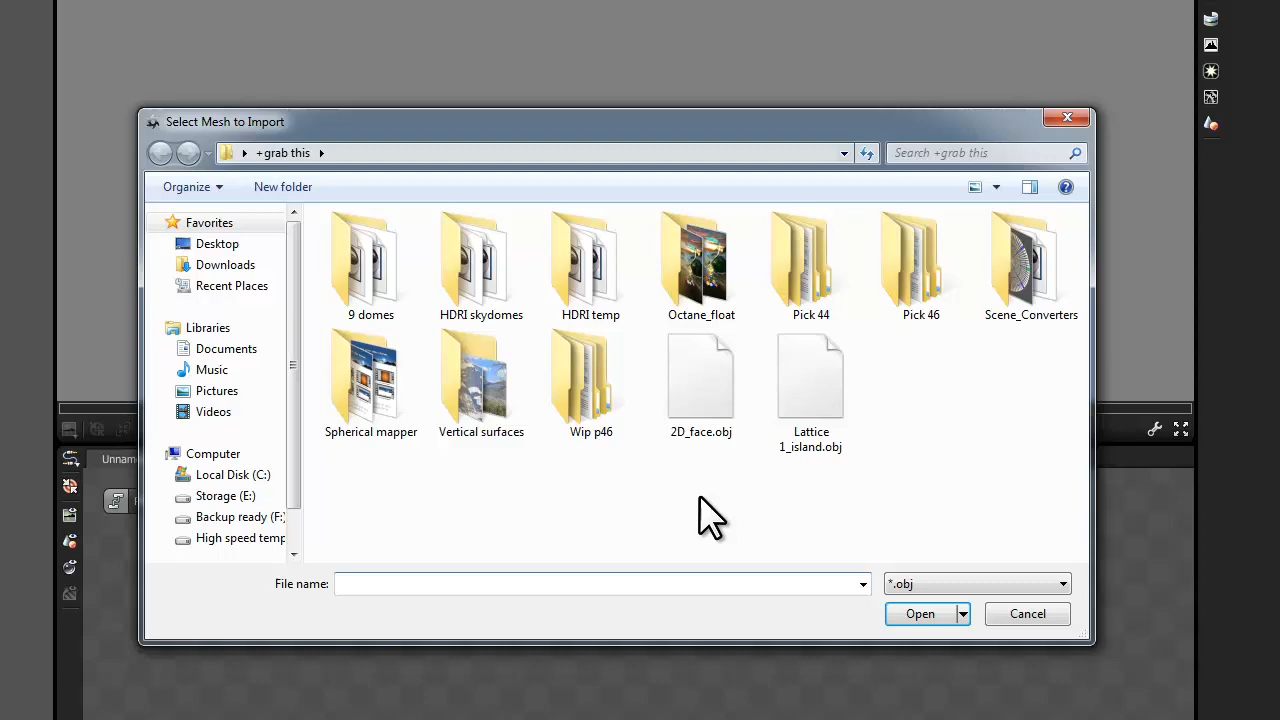 Select Mesh to Import
+grab this
Search +grab this
Organize
New folder
Favorites
Desktop
Downloads
Recent Places
Libraries
Documents
Music
Pictures
Videos
Computer
Local Disk (C:)
Storage (E:)
Backup ready (F:)
High speed temp
9 domes
HDRI skydomes
HDRI temp
Octane_float
Pick 44
Pick 46
Scene_Converters
Spherical mapper
Vertical surfaces
Wip p46
2D_face.obj
Lattice
1_island.obj
File name:
*.obj
Open
Cancel
Unnam